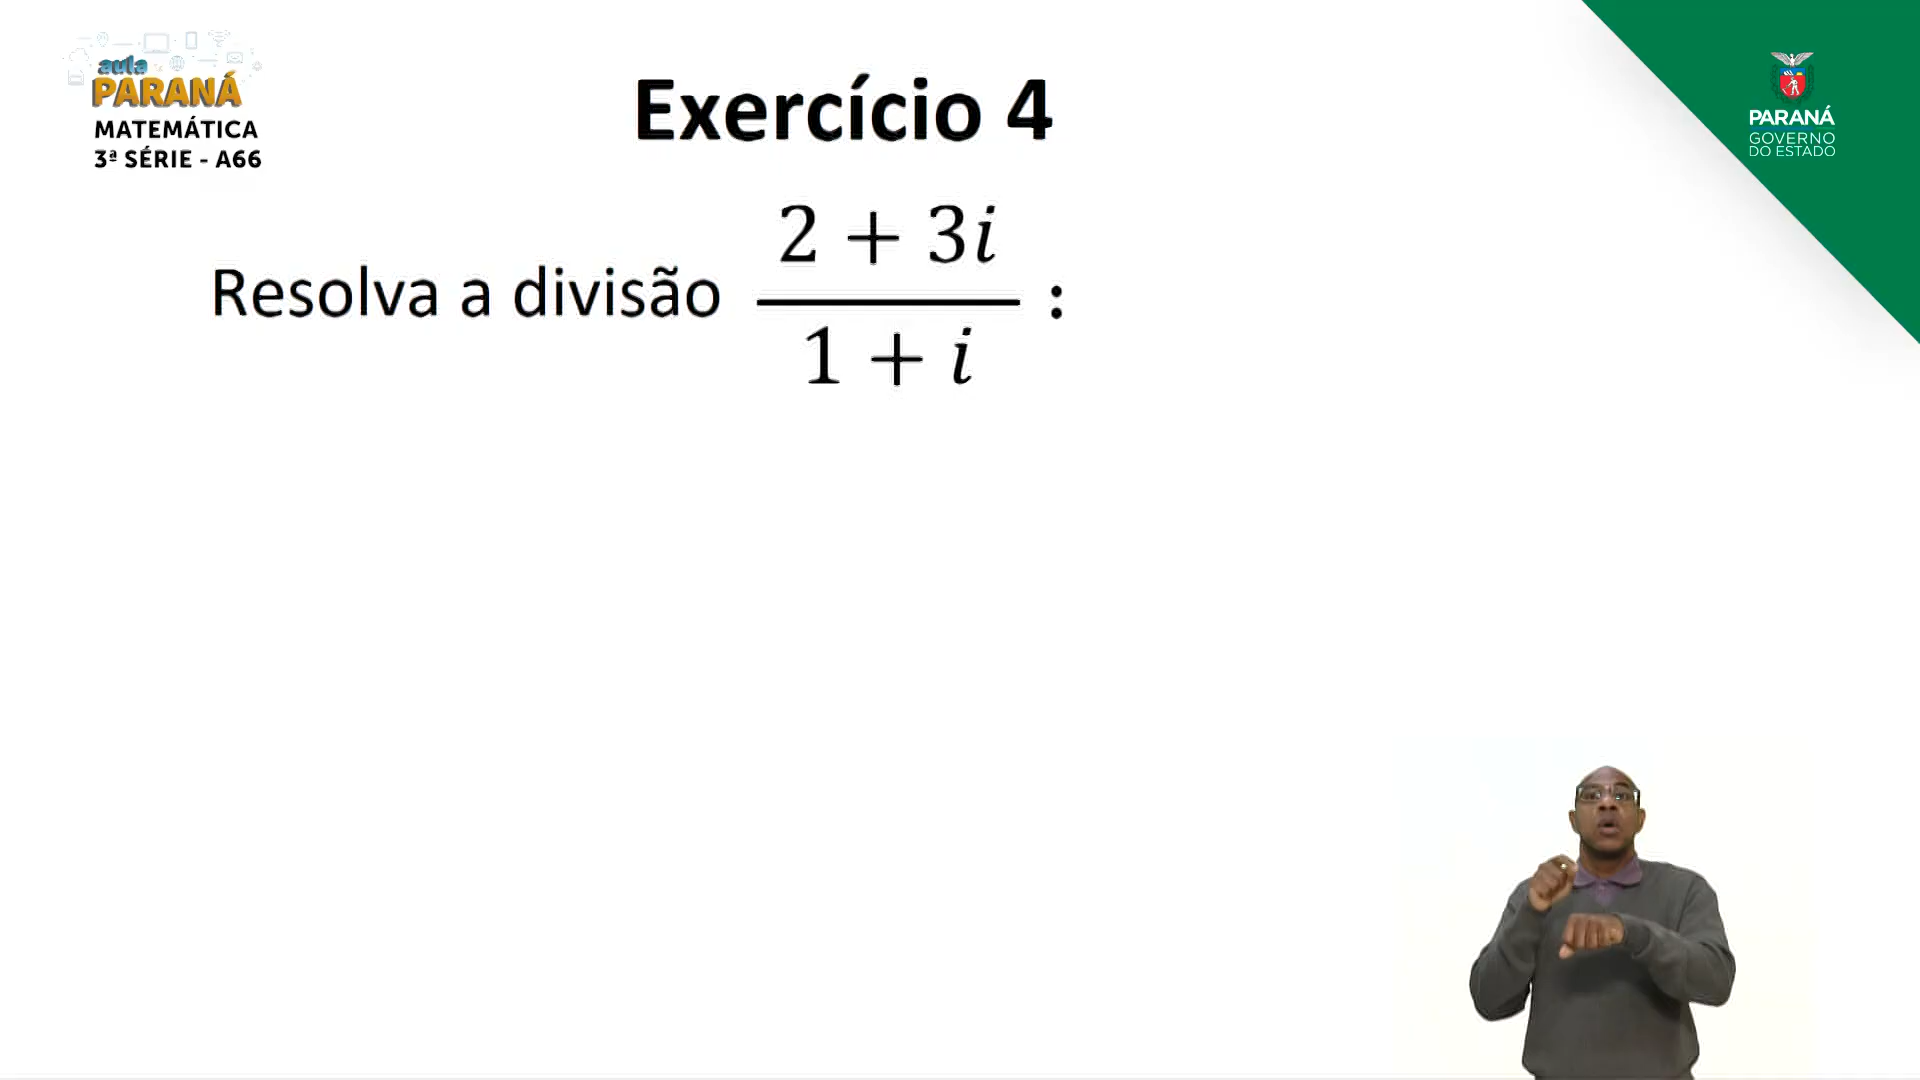 aula
PARANÁ
MATEMÁTICA
3ª SÉRIE - A66
Exercício 4
PARANÁ
GOVERNO
DO ESTADO
2 + 3i
Resolva a divisão ――― :
1 + i